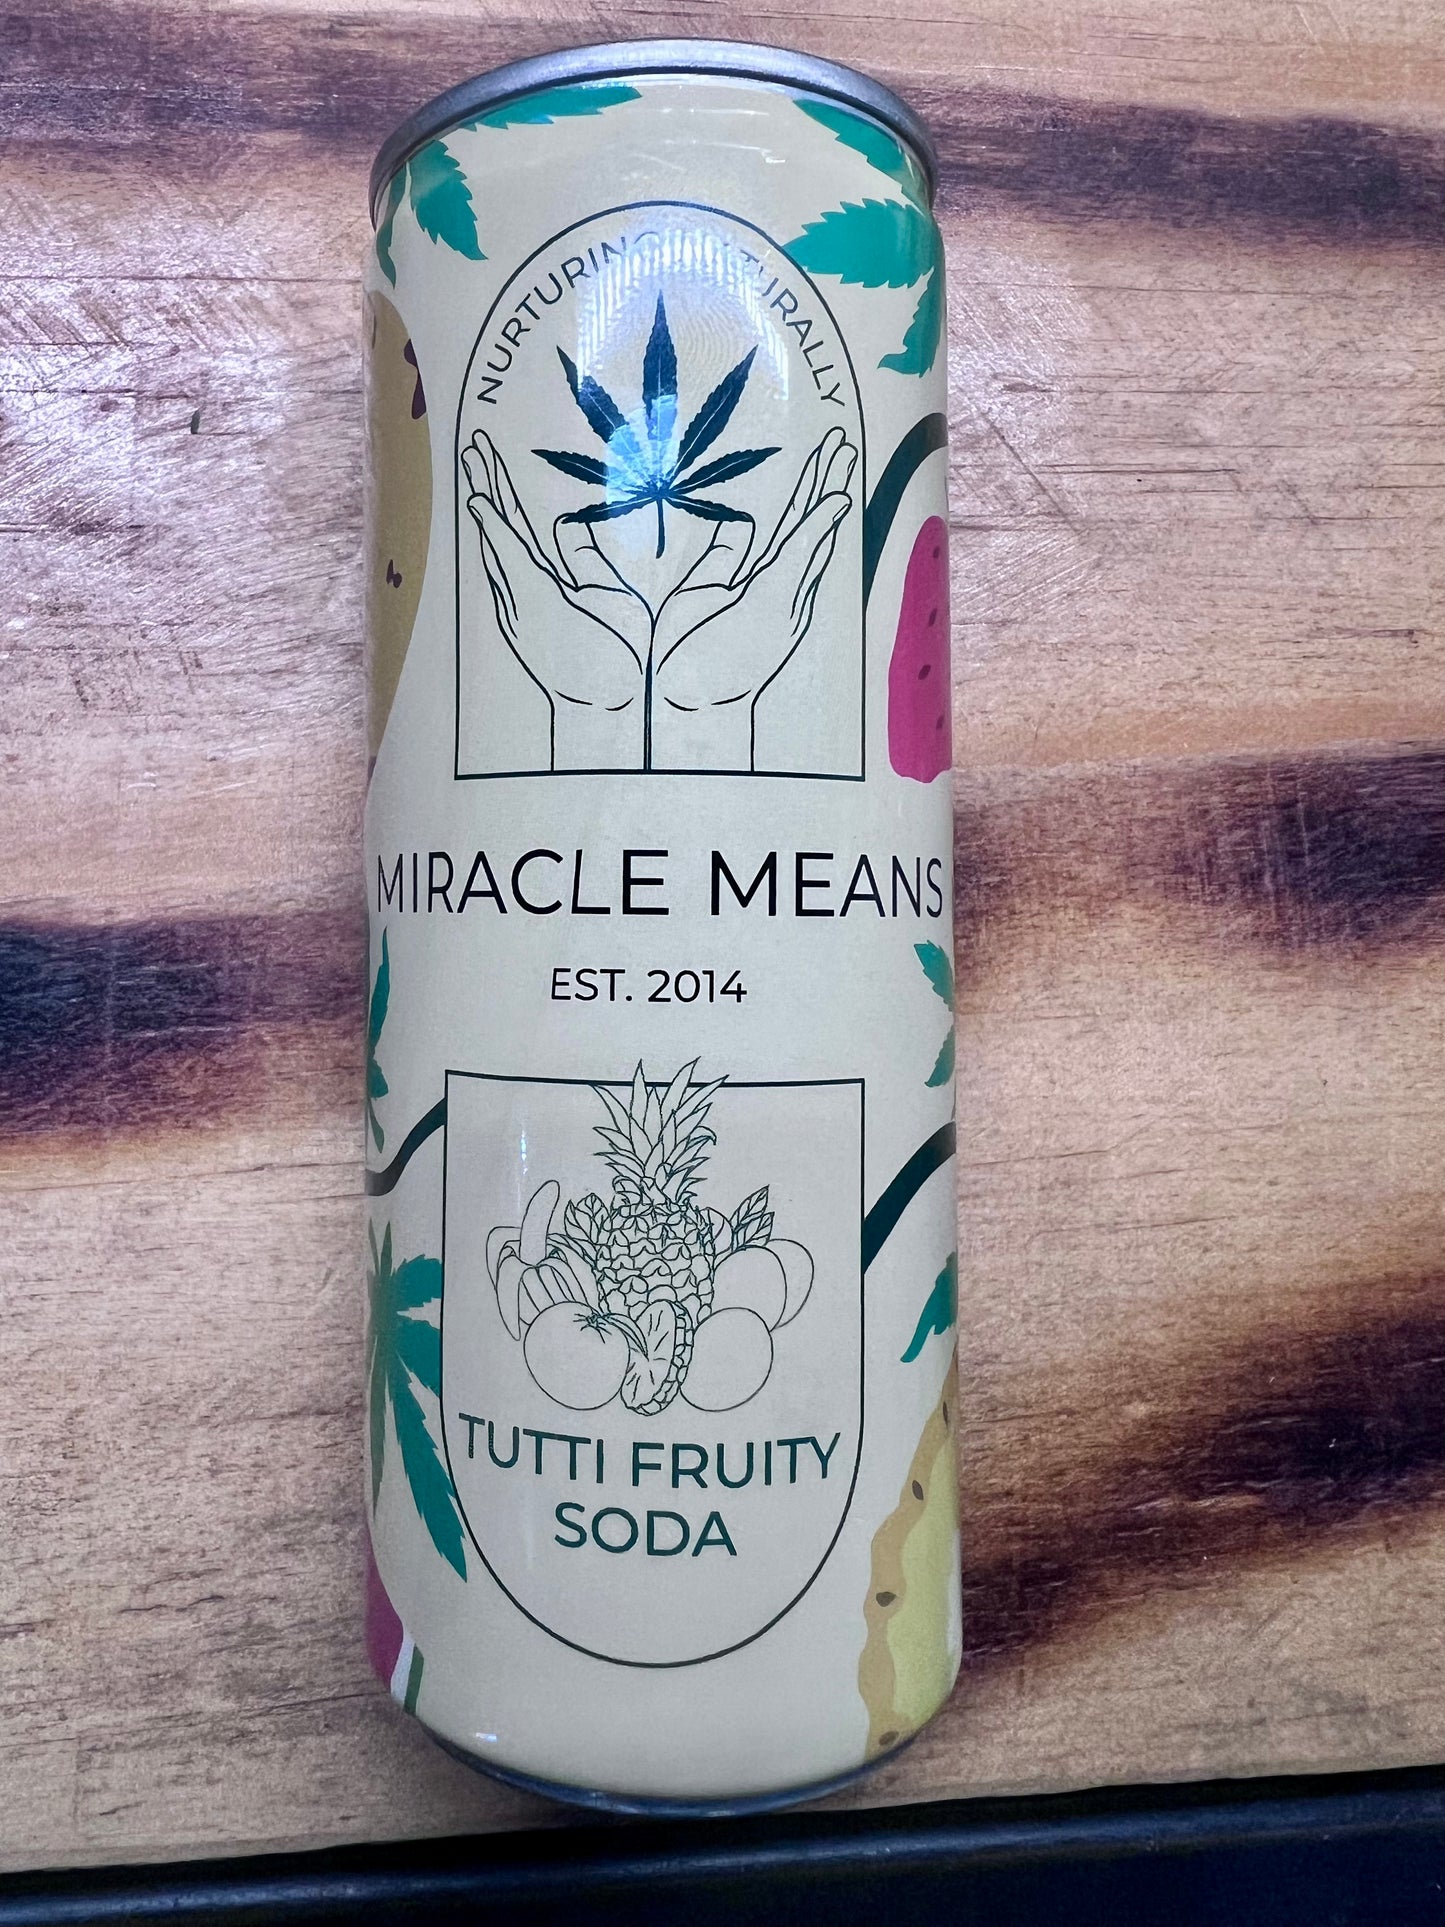 NURTURING NATURALLY
MIRACLE MEANS
EST. 2014
TUTTI FRUITY
SODA